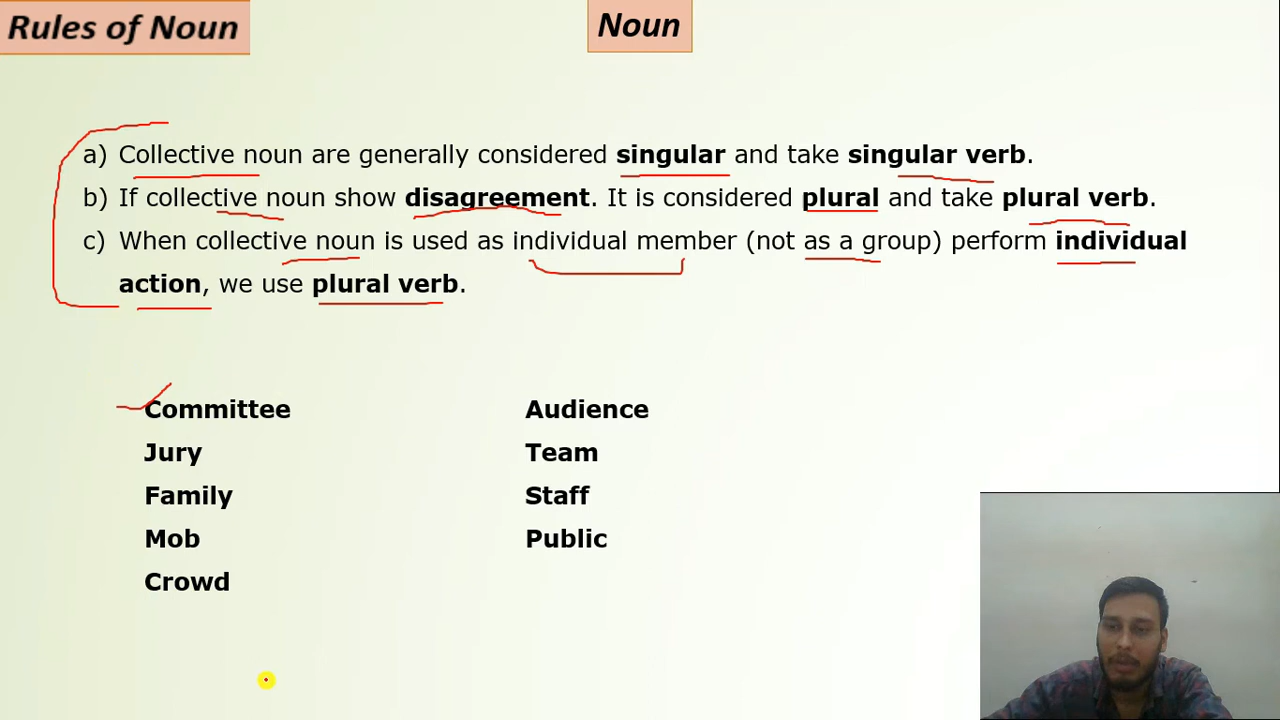 Rules of Noun
Noun
a) Collective noun are generally considered singular and take singular verb.
b) If collective noun show disagreement. It is considered plural and take plural verb.
c) When collective noun is used as individual member (not as a group) perform individual
action, we use plural verb.
Committee
Jury
Family
Mob
Crowd
Audience
Team
Staff
Public